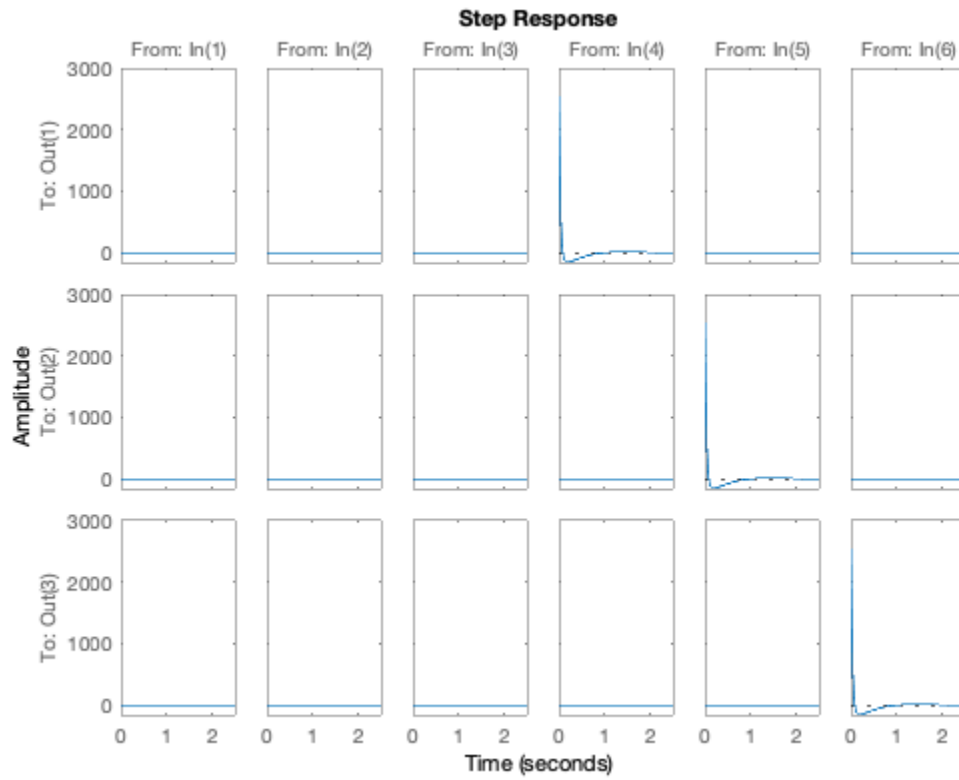 Step Response
From: In(1) From: In(2) From: In(3) From: In(4) From: In(5) From: In(6)
3000
2000
1000
0
To: Out(1)
3000
2000
1000
0
To: Out(2)
Amplitude
3000
2000
1000
0
To: Out(3)
0 1 2 0 1 2 0 1 2 0 1 2 0 1 2 0 1 2
Time (seconds)